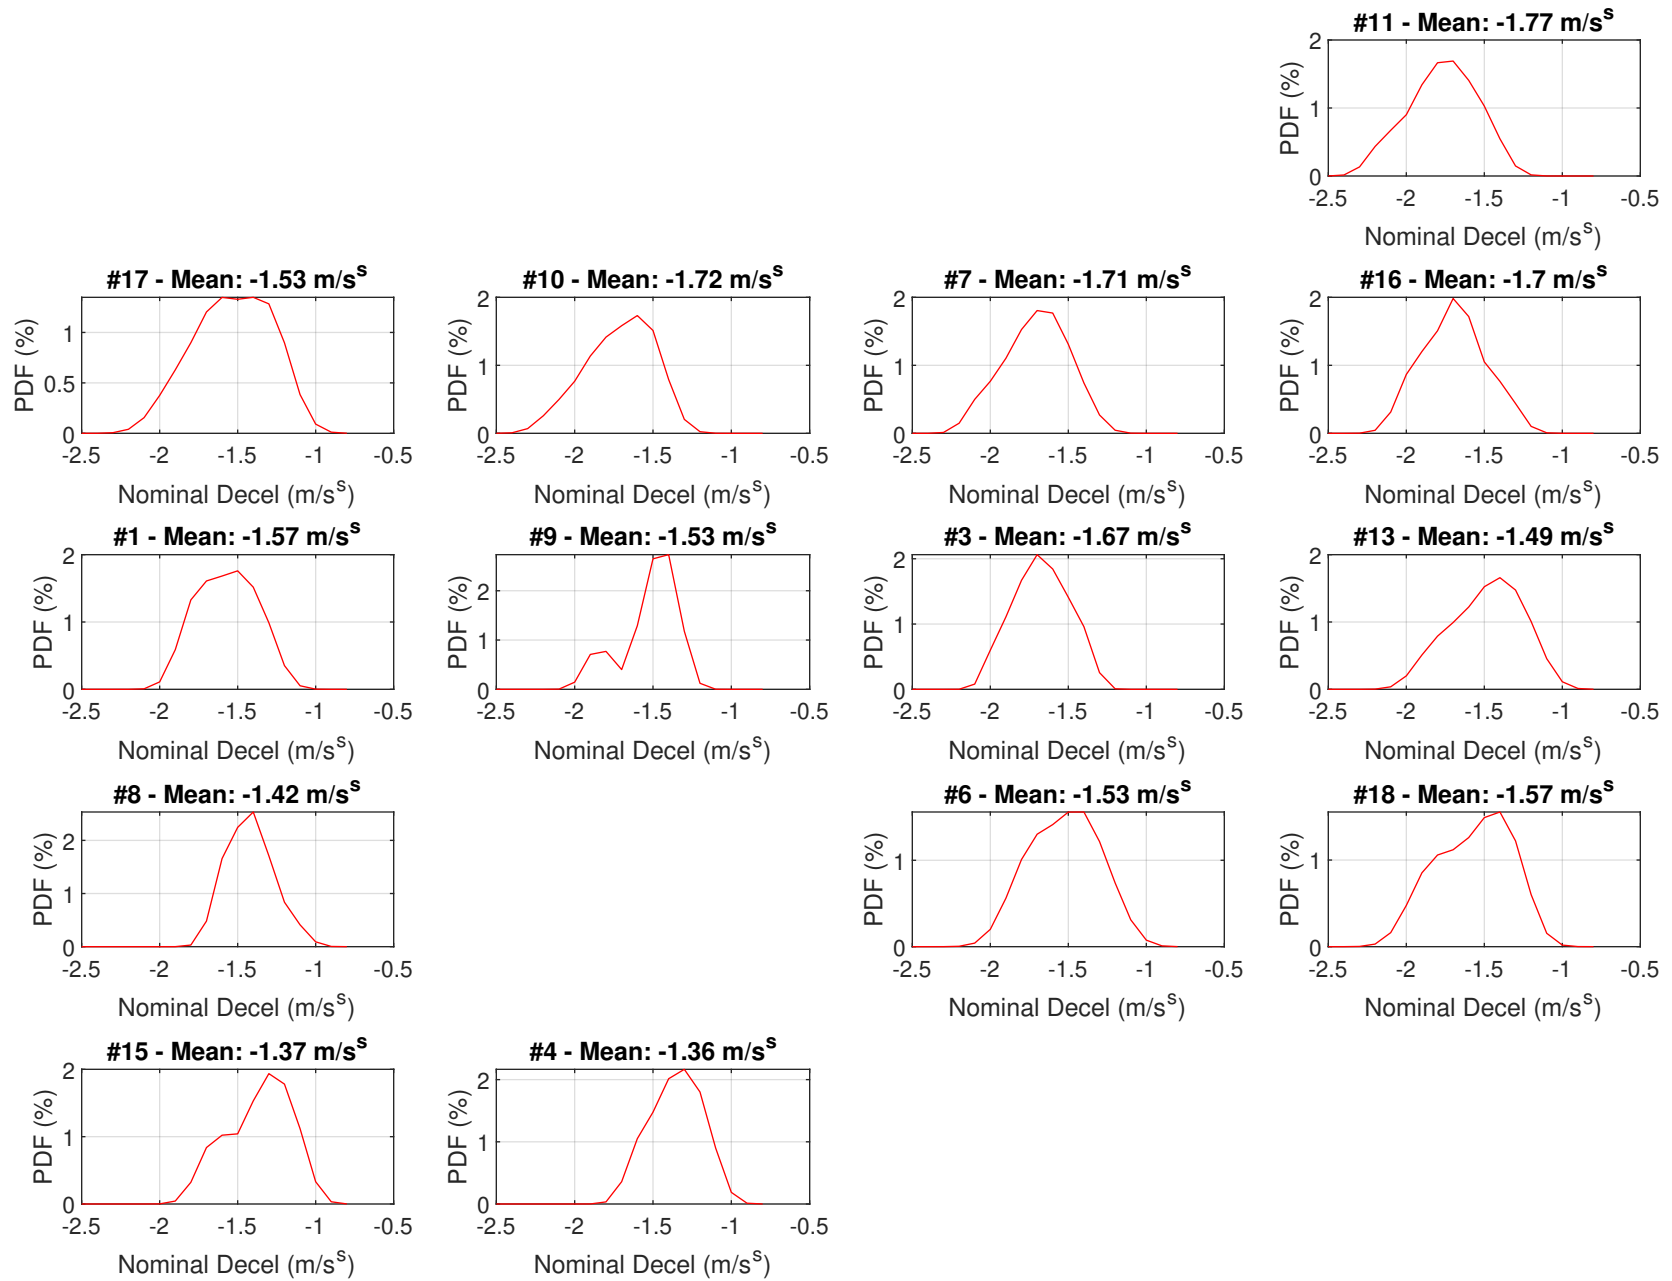 #11 - Mean: -1.77 m/s^s
PDF (%)
2
1
0
-2.5 -2 -1.5 -1 -0.5
Nominal Decel (m/s^s)
#17 - Mean: -1.53 m/s^s
PDF (%)
1
0.5
0
-2.5 -2 -1.5 -1 -0.5
Nominal Decel (m/s^s)
#10 - Mean: -1.72 m/s^s
PDF (%)
2
1
0
-2.5 -2 -1.5 -1 -0.5
Nominal Decel (m/s^s)
#7 - Mean: -1.71 m/s^s
PDF (%)
2
1
0
-2.5 -2 -1.5 -1 -0.5
Nominal Decel (m/s^s)
#16 - Mean: -1.7 m/s^s
PDF (%)
2
1
0
-2.5 -2 -1.5 -1 -0.5
Nominal Decel (m/s^s)
#1 - Mean: -1.57 m/s^s
PDF (%)
2
1
0
-2.5 -2 -1.5 -1 -0.5
Nominal Decel (m/s^s)
#9 - Mean: -1.53 m/s^s
PDF (%)
2
1
0
-2.5 -2 -1.5 -1 -0.5
Nominal Decel (m/s^s)
#3 - Mean: -1.67 m/s^s
PDF (%)
2
1
0
-2.5 -2 -1.5 -1 -0.5
Nominal Decel (m/s^s)
#13 - Mean: -1.49 m/s^s
PDF (%)
2
1
0
-2.5 -2 -1.5 -1 -0.5
Nominal Decel (m/s^s)
#8 - Mean: -1.42 m/s^s
PDF (%)
2
1
0
-2.5 -2 -1.5 -1 -0.5
Nominal Decel (m/s^s)
#6 - Mean: -1.53 m/s^s
PDF (%)
1
0
-2.5 -2 -1.5 -1 -0.5
Nominal Decel (m/s^s)
#18 - Mean: -1.57 m/s^s
PDF (%)
1
0
-2.5 -2 -1.5 -1 -0.5
Nominal Decel (m/s^s)
#15 - Mean: -1.37 m/s^s
PDF (%)
2
1
0
-2.5 -2 -1.5 -1 -0.5
Nominal Decel (m/s^s)
#4 - Mean: -1.36 m/s^s
PDF (%)
2
1
0
-2.5 -2 -1.5 -1 -0.5
Nominal Decel (m/s^s)